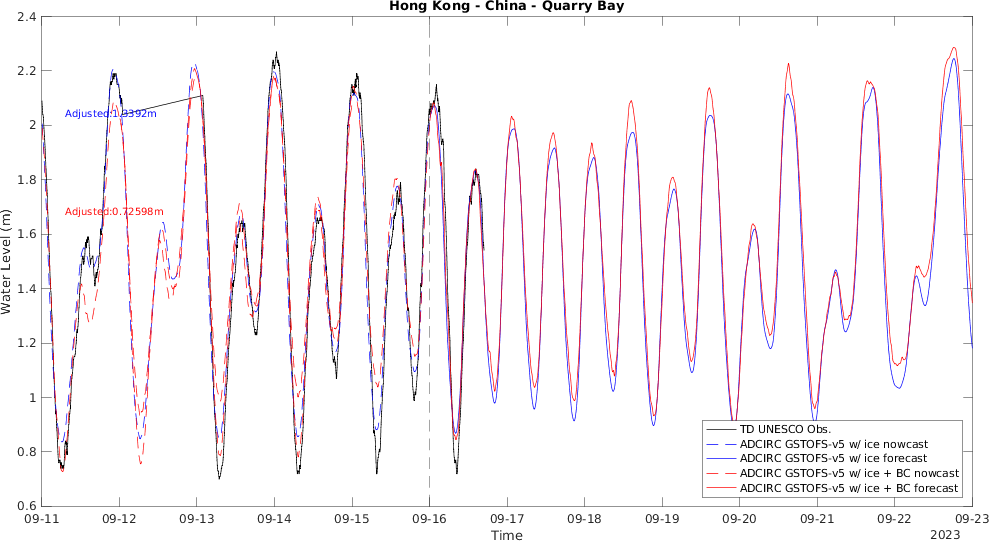 Hong Kong - China - Quarry Bay
Water Level (m)
2.4
2.2
2
1.8
1.6
1.4
1.2
1
0.8
0.6
Adjusted:1.3392m
Adjusted:0.72598m
TD UNESCO Obs.
ADCIRC GSTOFS-v5 w/ ice nowcast
ADCIRC GSTOFS-v5 w/ ice forecast
ADCIRC GSTOFS-v5 w/ ice + BC nowcast
ADCIRC GSTOFS-v5 w/ ice + BC forecast
09-11 09-12 09-13 09-14 09-15 09-16 09-17 09-18 09-19 09-20 09-21 09-22 09-23
Time
2023